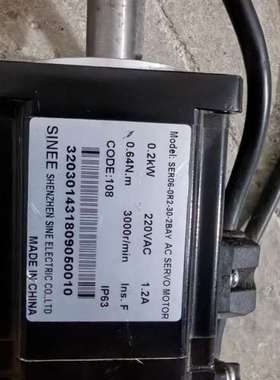 Model: SER06-0R2-30-2BAY AC SERVO MOTOR
0.2kW 220VAC 1.2A
0.64N.m 3000r/min Ins. F
CODE:108 IP63
320301431809050010
SINEE SHENZHEN SINE ELECTRIC CO.,LTD
MADE IN CHINA